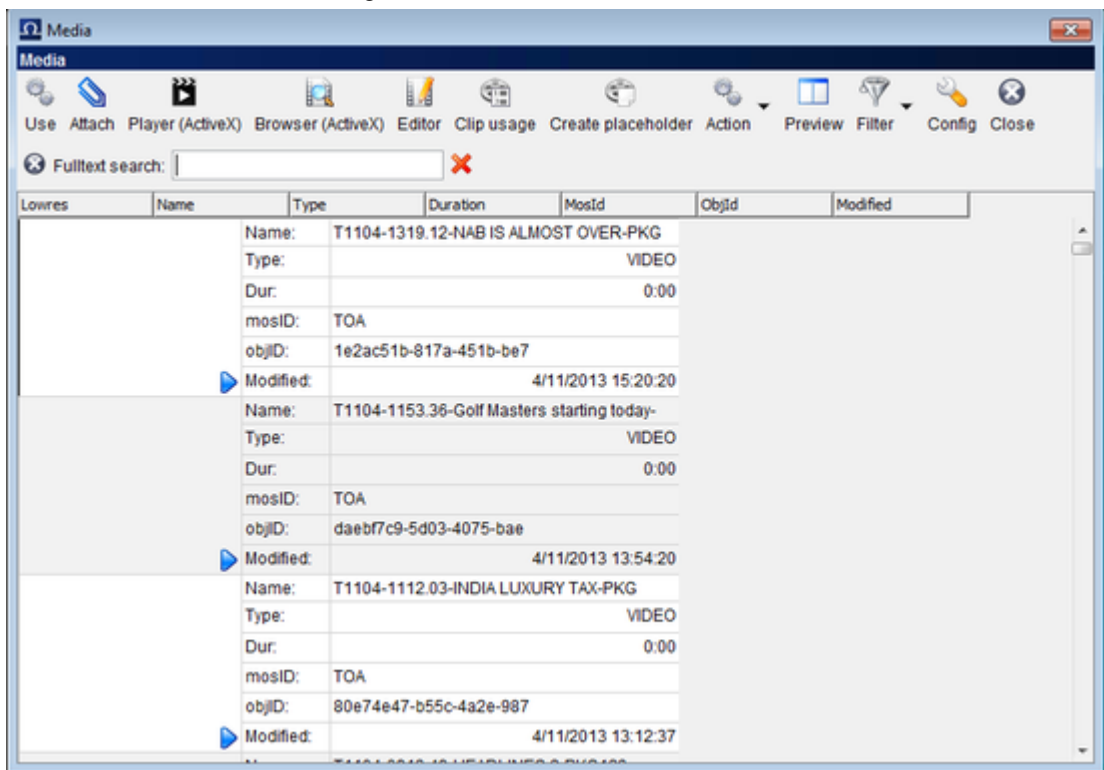 Media
Media
Use Attach Player (ActiveX) Browser (ActiveX) Editor Clip usage Create placeholder Action Preview Filter Config Close
Fulltext search:
Lowres Name Type Duration MosId ObjId Modified
Name: T1104-1319.12-NAB IS ALMOST OVER-PKG
Type: VIDEO
Dur: 0:00
mosID: TOA
objID: 1e2ac51b-817a-451b-be7
Modified: 4/11/2013 15:20:20
Name: T1104-1153.36-Golf Masters starting today-
Type: VIDEO
Dur: 0:00
mosID: TOA
objID: daebf7c9-5d03-4075-bae
Modified: 4/11/2013 13:54:20
Name: T1104-1112.03-INDIA LUXURY TAX-PKG
Type: VIDEO
Dur: 0:00
mosID: TOA
objID: 80e74e47-b55c-4a2e-987
Modified: 4/11/2013 13:12:37